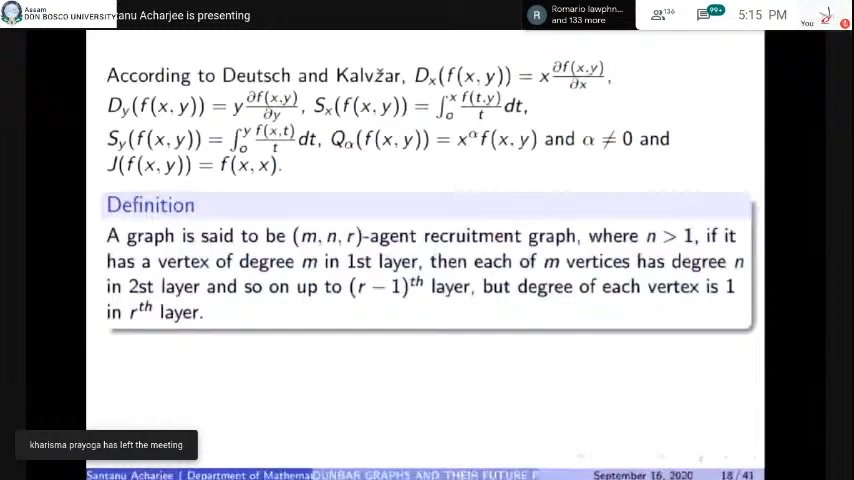 Assam
DON BOSCO UNIVERSITY
ntanu Acharjee is presenting
R
Romario lawphn...
and 133 more
136
99+
5:15 PM
You
According to Deutsch and Kalvžar, D_x(f(x, y)) = x ∂f(x,y)/∂x,
D_y(f(x, y)) = y ∂f(x,y)/∂y, S_x(f(x, y)) = ∫_o^x f(t,y)/t dt,
S_y(f(x, y)) = ∫_o^y f(x,t)/t dt, Q_α(f(x, y)) = x^α f(x, y) and α ≠ 0 and
J(f(x, y)) = f(x, x).
Definition
A graph is said to be (m, n, r)-agent recruitment graph, where n > 1, if it
has a vertex of degree m in 1st layer, then each of m vertices has degree n
in 2st layer and so on up to (r − 1)^th layer, but degree of each vertex is 1
in r^th layer.
kharisma prayoga has left the meeting
Santanu Acharjee ( Department of Mathema DUNBAR GRAPHS AND THEIR FUTURE September 16, 2020 18 / 41